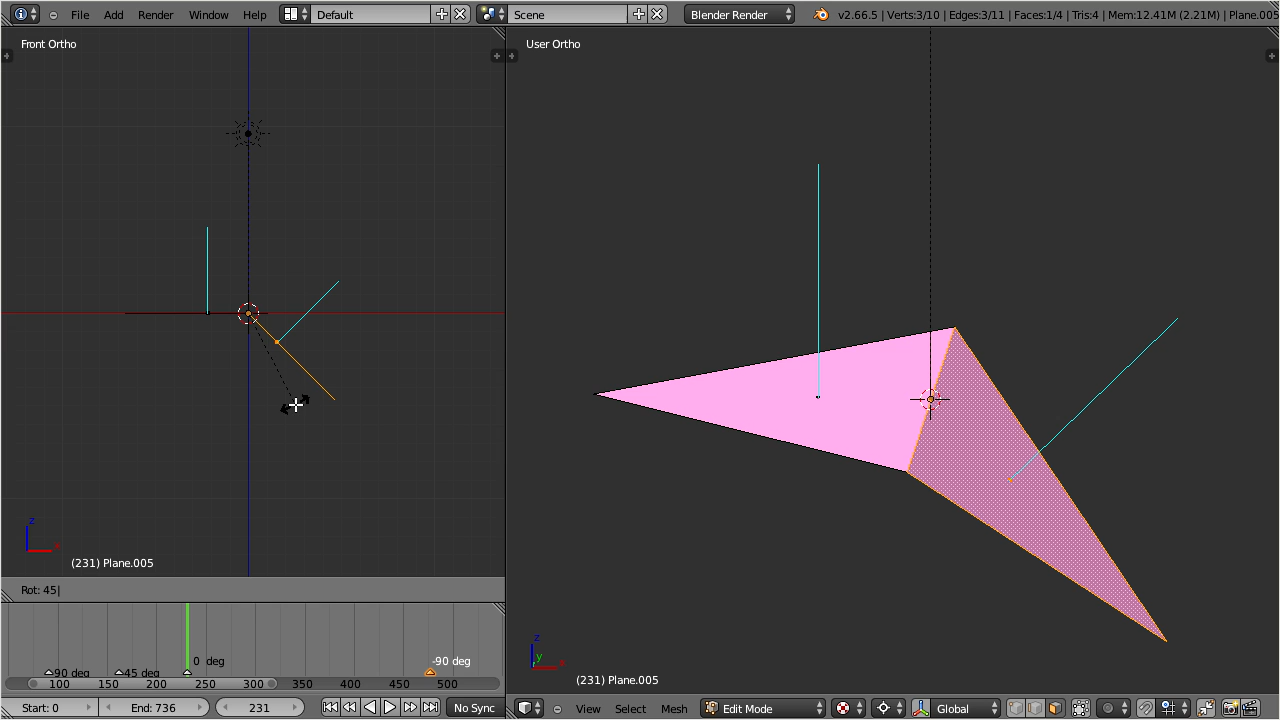 File Add Render Window Help Default Scene Blender Render v2.66.5 | Verts:3/10 | Edges:3/11 | Faces:1/4 | Tris:4 | Mem:12.41M (2.21M) | Plane.005
Front Ortho
User Ortho
z
x
(231) Plane.005
Rot: 45|
0 deg
-90 deg
90 deg
45 deg
100 150 200 250 300 350 400 450 500
z
y
x
(231) Plane.005
Start: 0 End: 736 231 No Sync
View Select Mesh Edit Mode Global